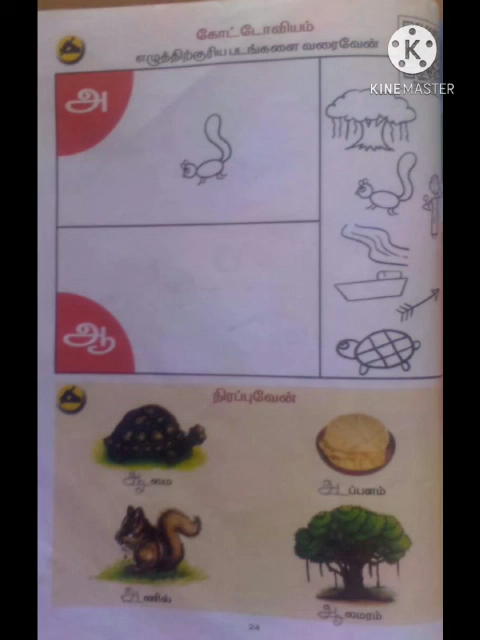 கோட்டோவியம்
எழுத்திற்குரிய படங்களை வரைவேன்
KINEMASTER
அ
ஆ
நிரப்புவேன்
ஆமை
அப்பளம்
அணில்
ஆலமரம்
24